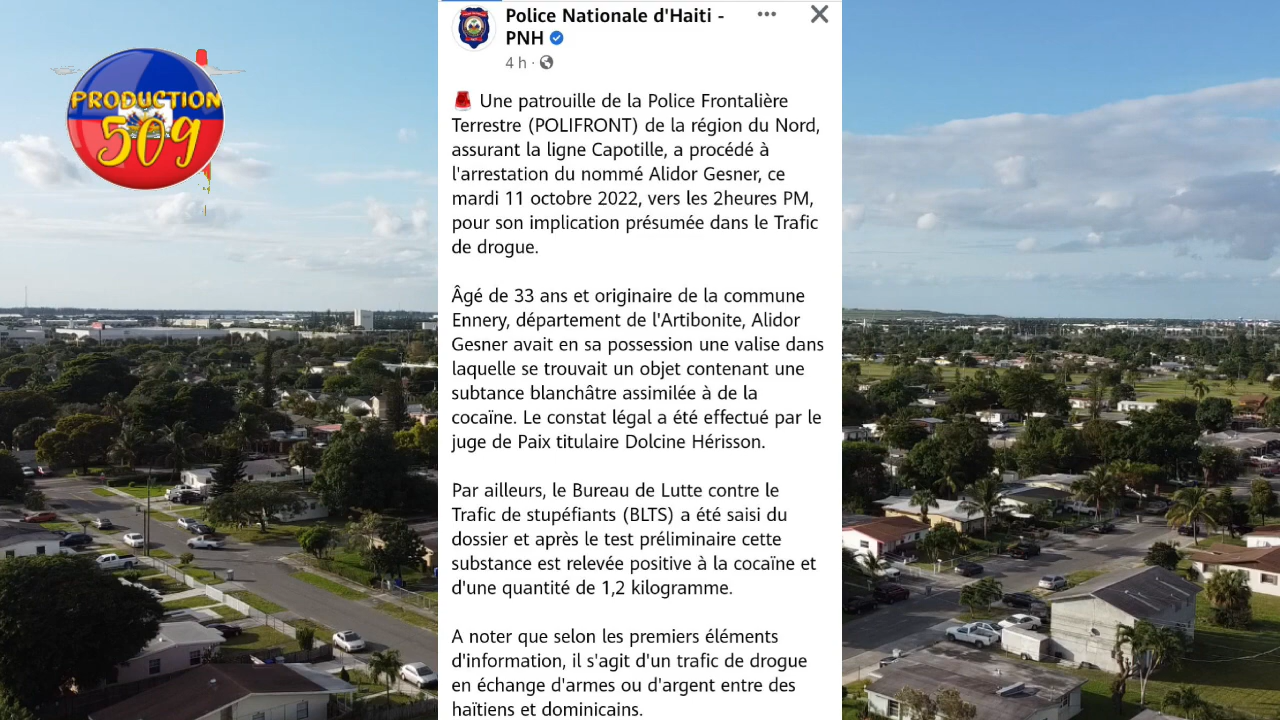 PRODUCTION
509
Police Nationale d'Haiti -
PNH
4 h ·
Une patrouille de la Police Frontalière
Terrestre (POLIFRONT) de la région du Nord,
assurant la ligne Capotille, a procédé à
l'arrestation du nommé Alidor Gesner, ce
mardi 11 octobre 2022, vers les 2heures PM,
pour son implication présumée dans le Trafic
de drogue.
Âgé de 33 ans et originaire de la commune
Ennery, département de l'Artibonite, Alidor
Gesner avait en sa possession une valise dans
laquelle se trouvait un objet contenant une
subtance blanchâtre assimilée à de la
cocaïne. Le constat légal a été effectué par le
juge de Paix titulaire Dolcine Hérisson.
Par ailleurs, le Bureau de Lutte contre le
Trafic de stupéfiants (BLTS) a été saisi du
dossier et après le test préliminaire cette
substance est relevée positive à la cocaïne et
d'une quantité de 1,2 kilogramme.
A noter que selon les premiers éléments
d'information, il s'agit d'un trafic de drogue
en échange d'armes ou d'argent entre des
haïtiens et dominicains.